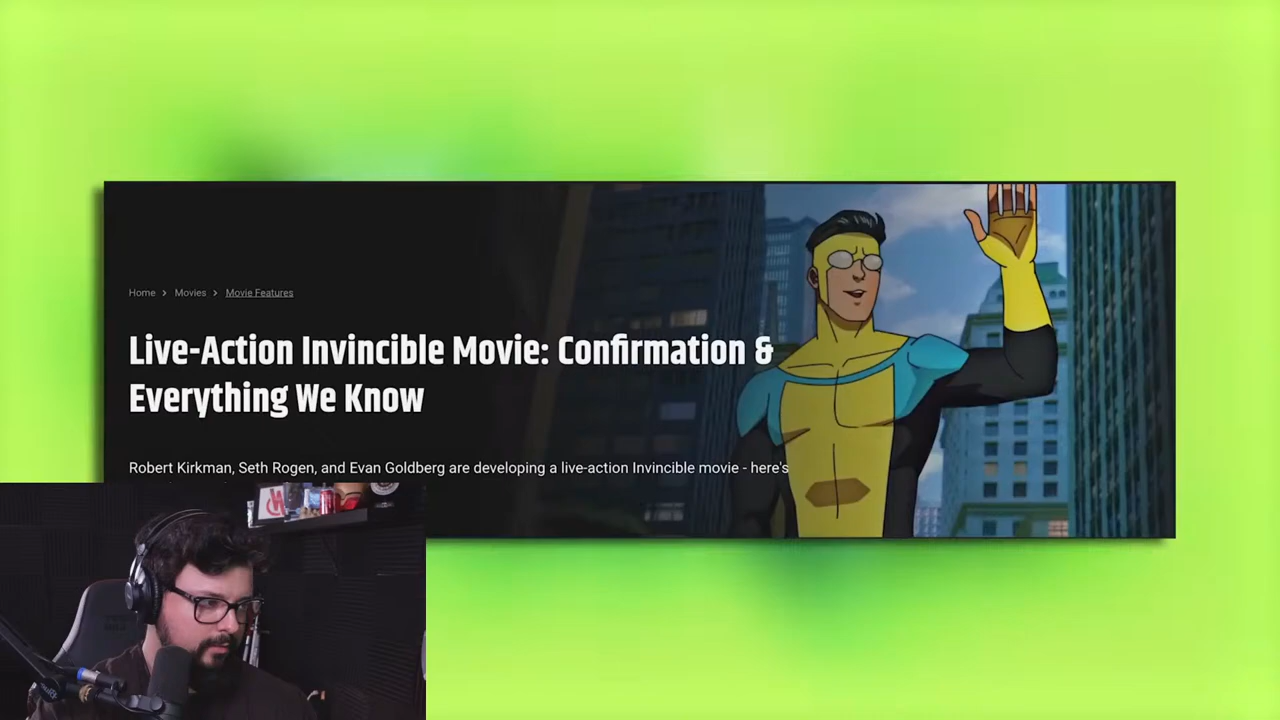 Home > Movies > Movie Features
Live-Action Invincible Movie: Confirmation &
Everything We Know
Robert Kirkman, Seth Rogen, and Evan Goldberg are developing a live-action Invincible movie - here's